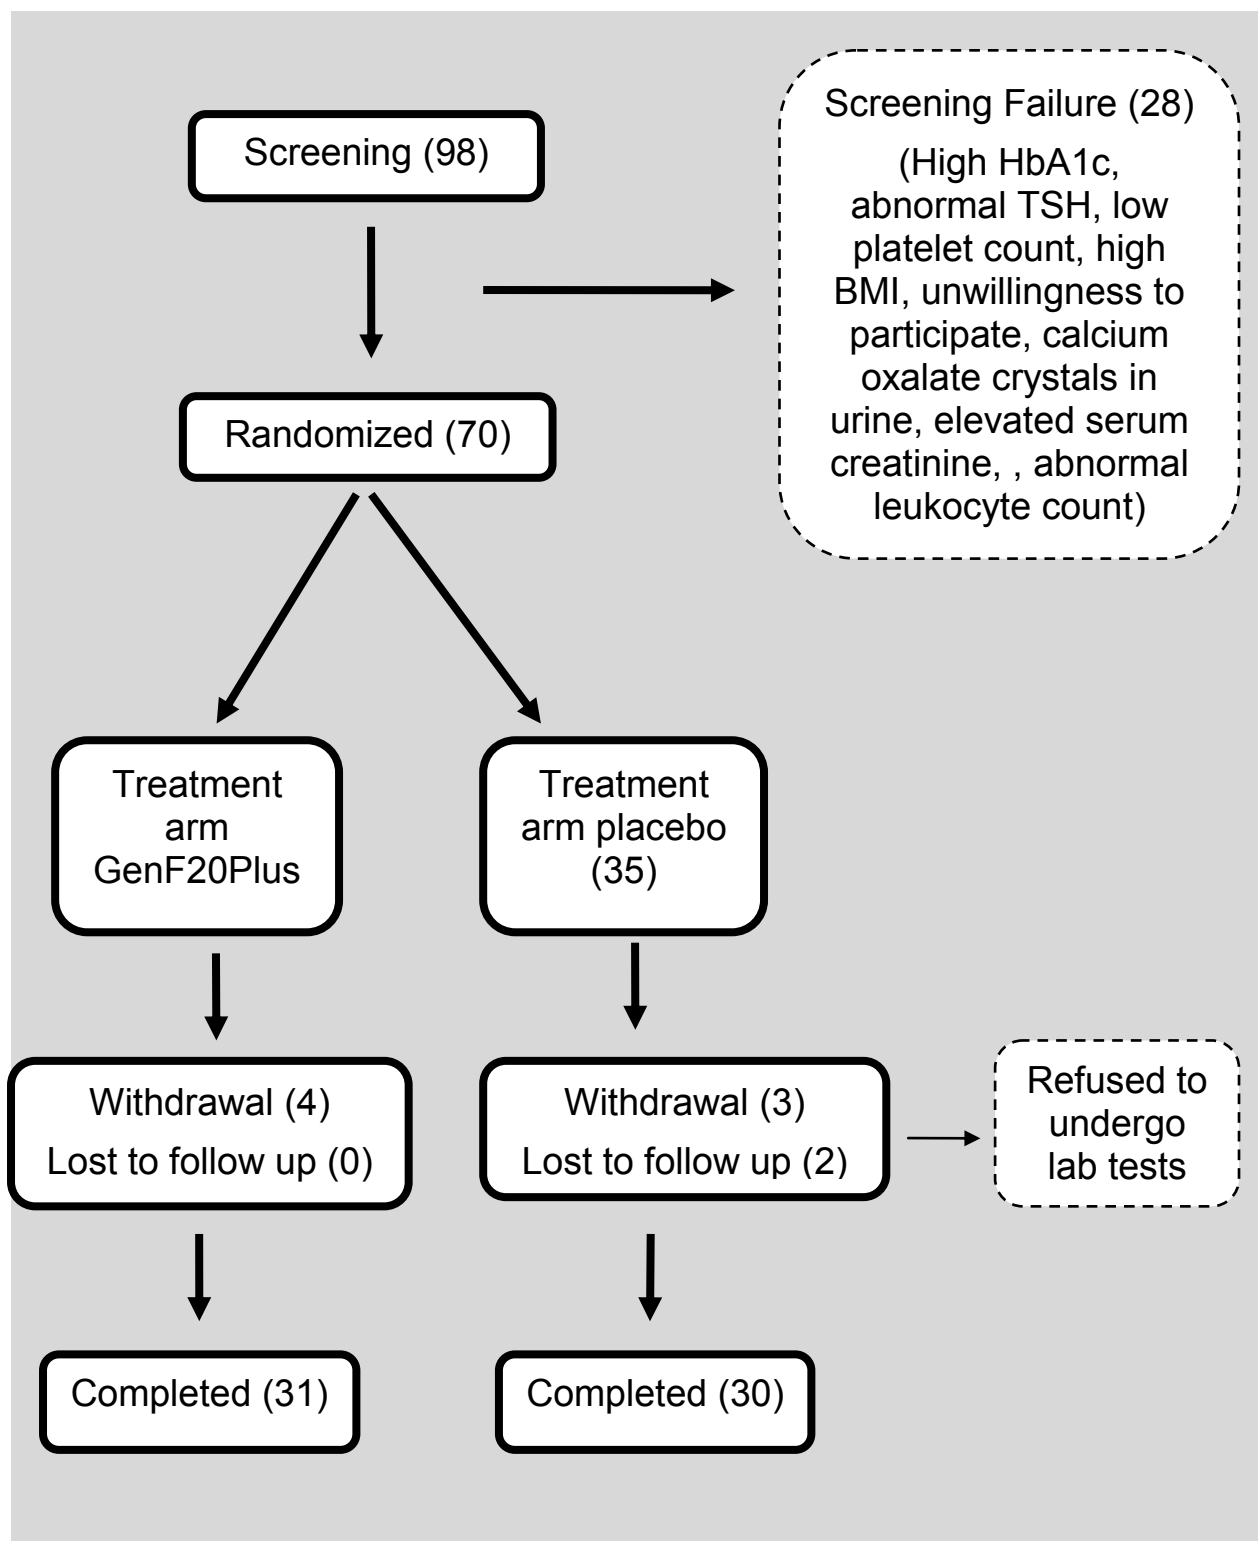 Screening (98)
Screening Failure (28)
(High HbA1c,
abnormal TSH, low
platelet count, high
BMI, unwillingness to
participate, calcium
oxalate crystals in
urine, elevated serum
creatinine, , abnormal
leukocyte count)
Randomized (70)
Treatment
arm
GenF20Plus
Treatment
arm placebo
(35)
Withdrawal (4)
Lost to follow up (0)
Withdrawal (3)
Lost to follow up (2)
Refused to
undergo
lab tests
Completed (31)
Completed (30)